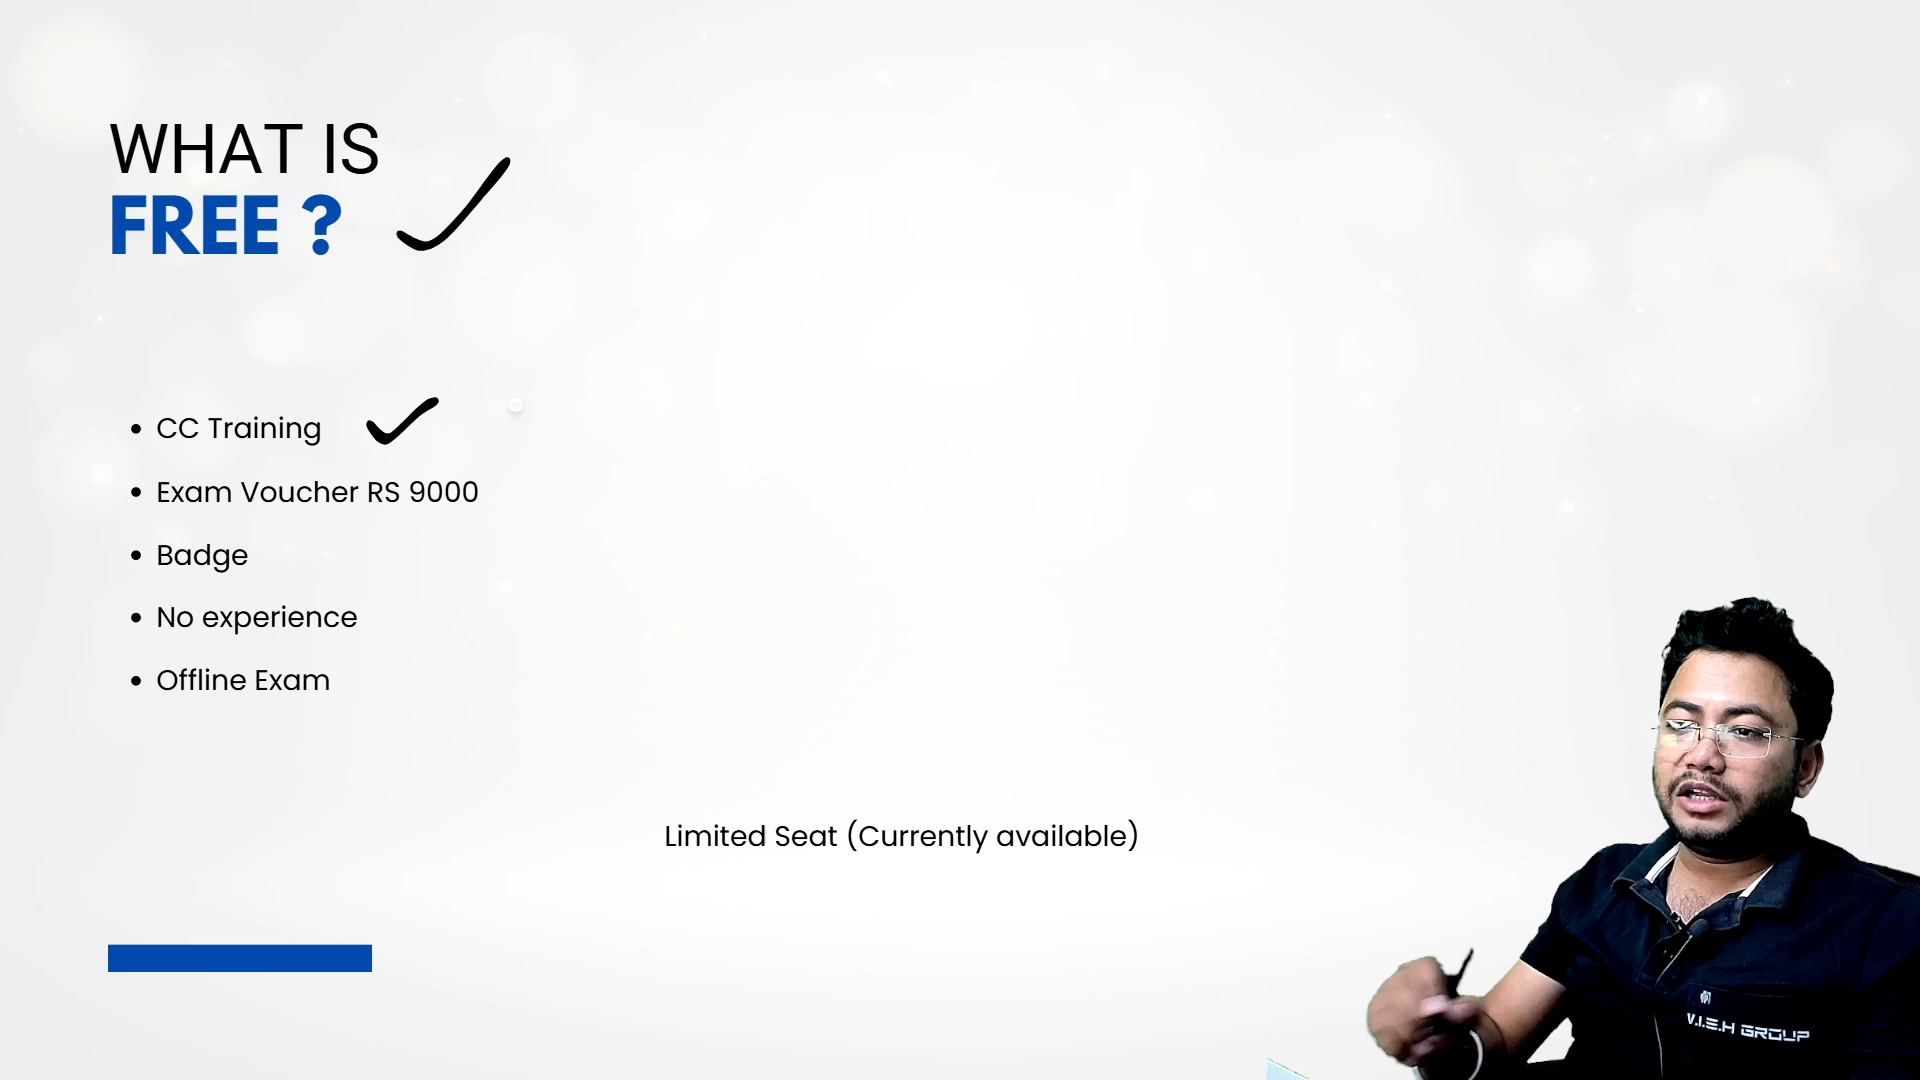 WHAT IS
FREE ?
CC Training
Exam Voucher RS 9000
Badge
No experience
Offline Exam
Limited Seat (Currently available)
V.I.E.H GROUP